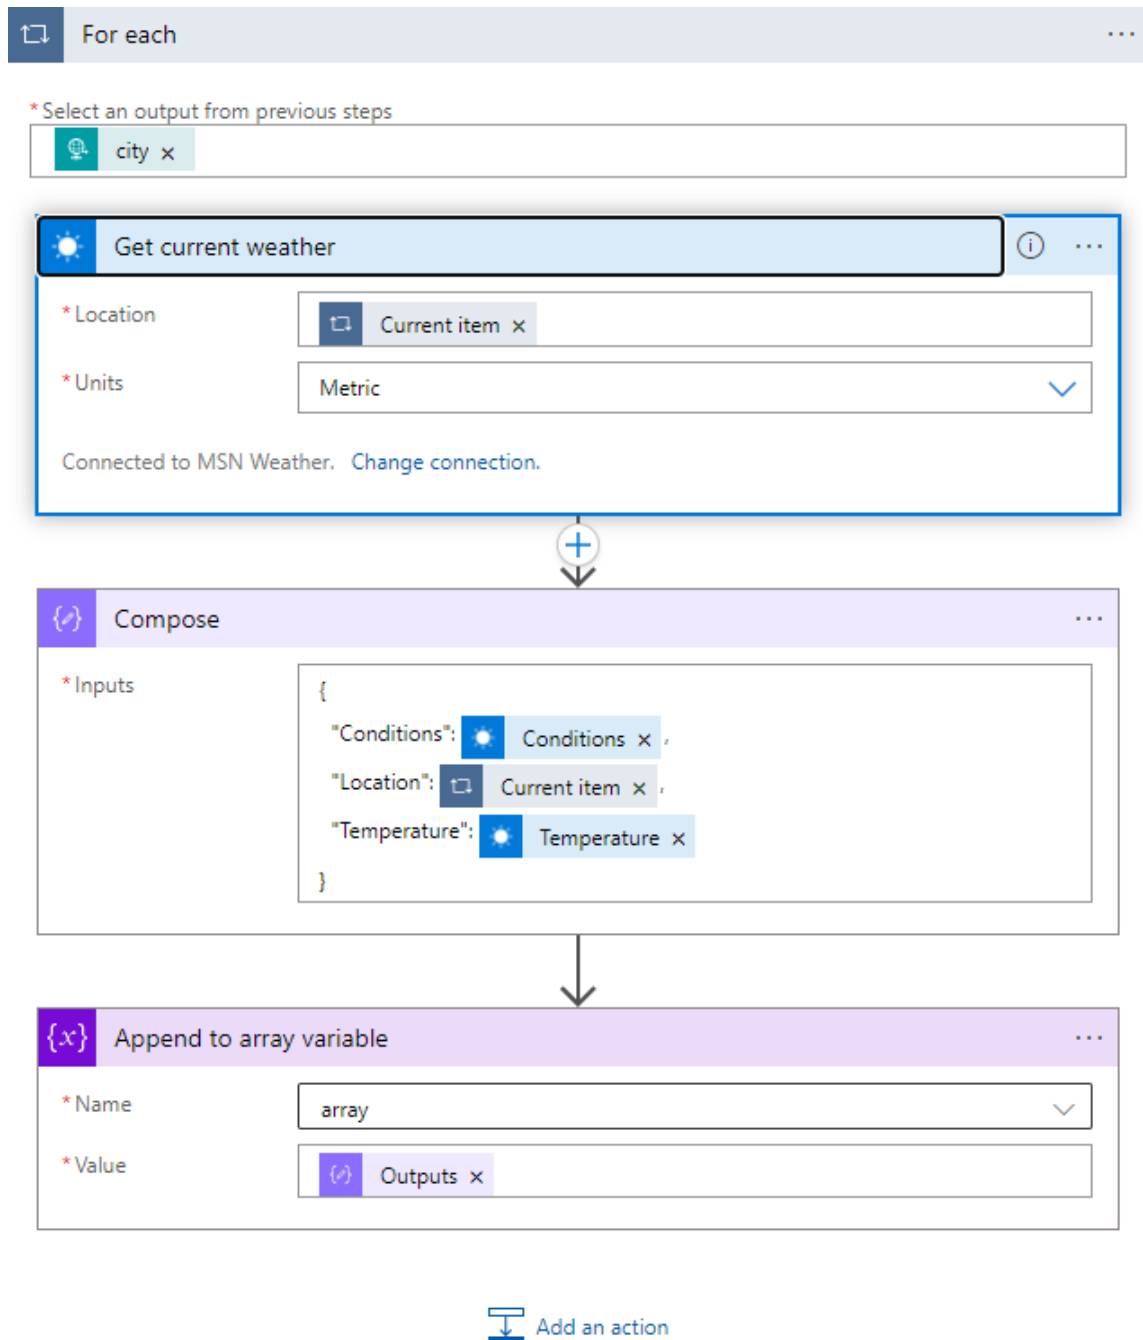 For each
...
* Select an output from previous steps
city ×
Get current weather
...
* Location
Current item ×
* Units
Metric
Connected to MSN Weather. Change connection.
Compose
...
* Inputs
{
"Conditions": Conditions × ,
"Location": Current item × ,
"Temperature": Temperature ×
}
{x} Append to array variable
...
* Name
array
* Value
Outputs ×
Add an action